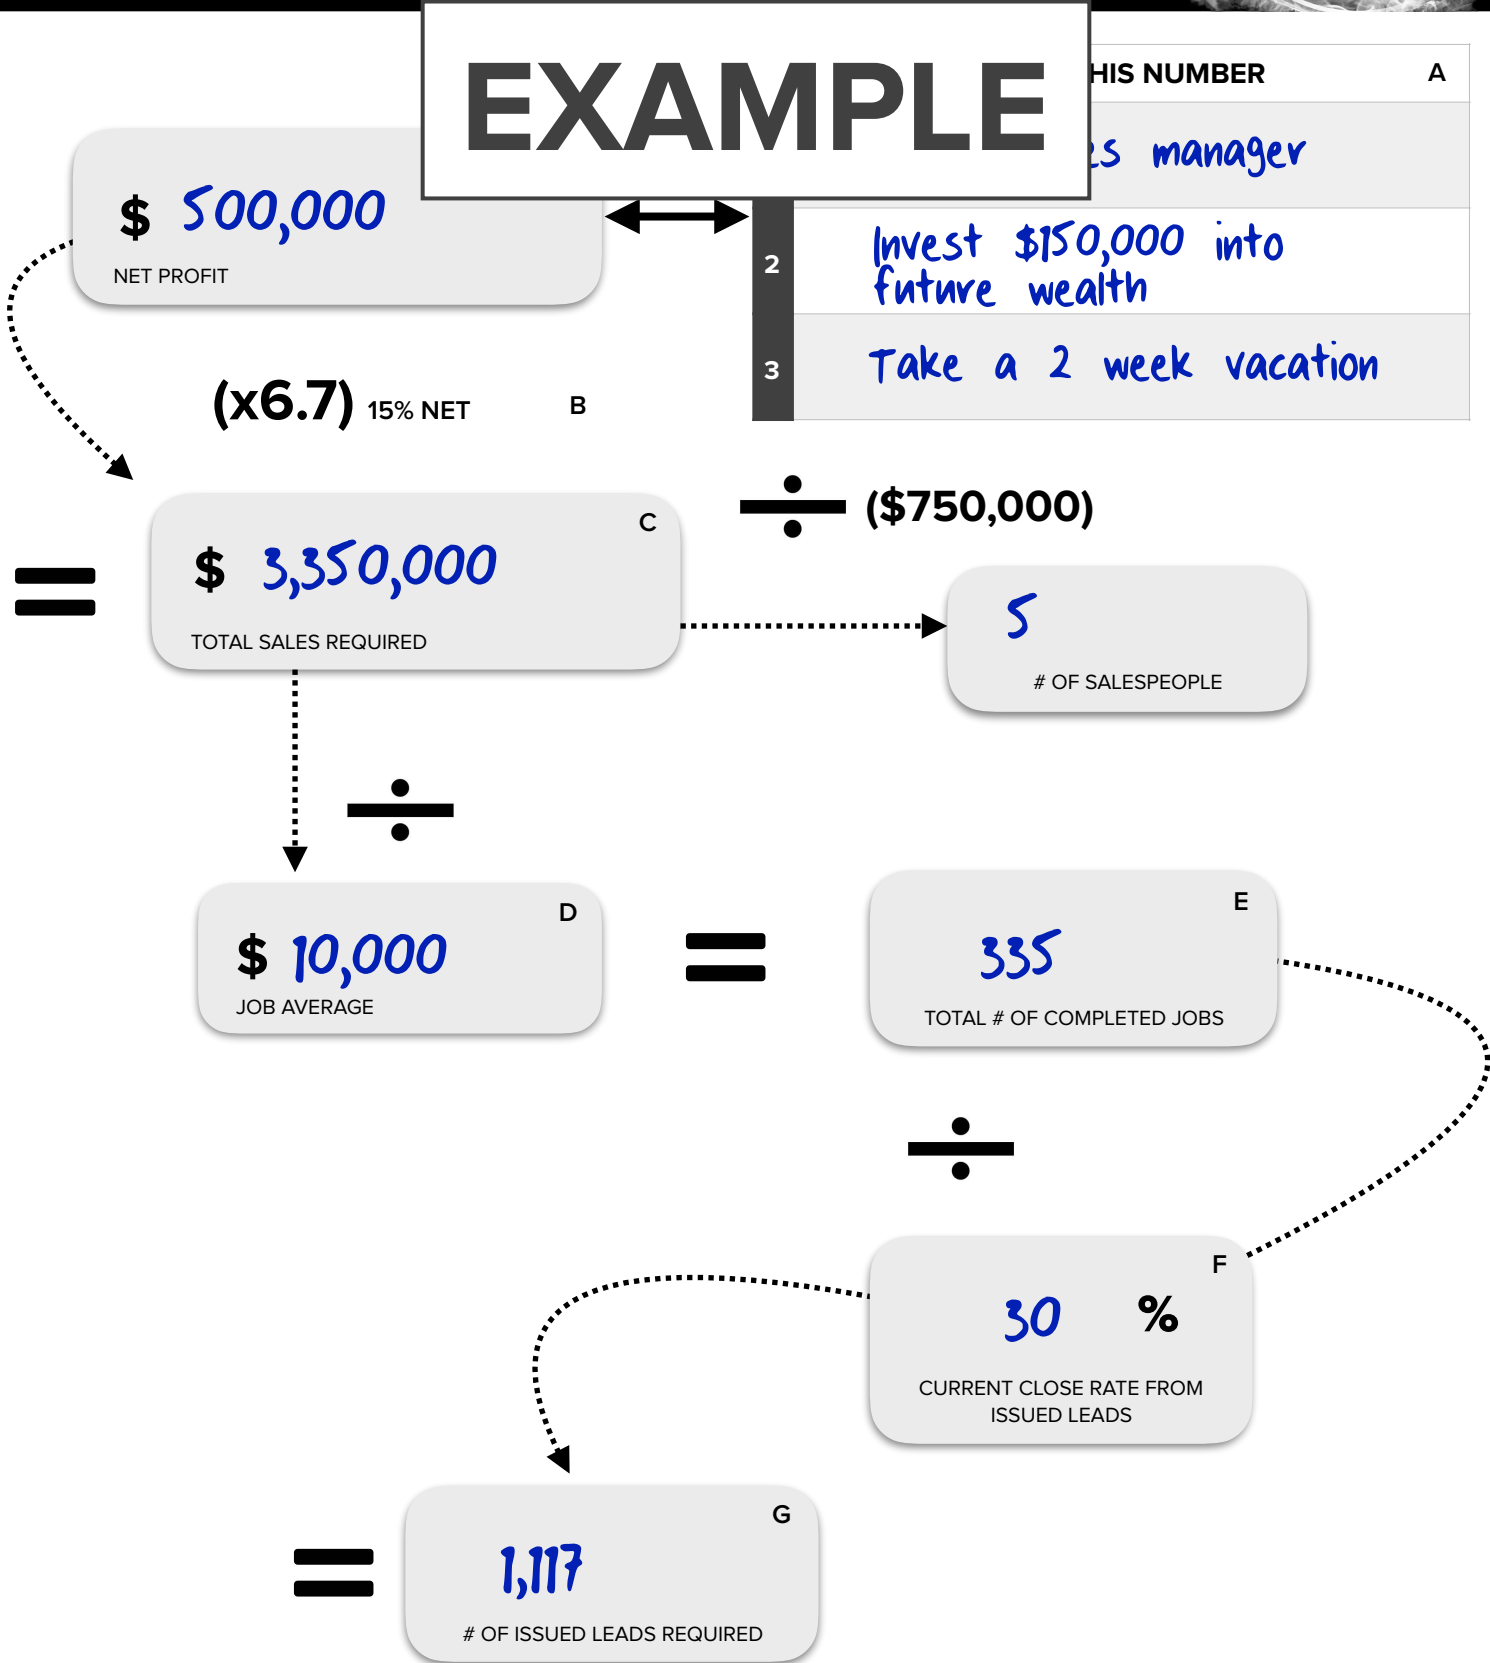 EXAMPLE
HIS NUMBER A
manager
$ 500,000
NET PROFIT
2 Invest $150,000 into
future wealth
3 Take a 2 week vacation
(x6.7) 15% NET B
÷ ($750,000)
C
= $ 3,350,000
TOTAL SALES REQUIRED
5
# OF SALESPEOPLE
÷
D
$ 10,000
JOB AVERAGE
=
E
335
TOTAL # OF COMPLETED JOBS
÷
F
30 %
CURRENT CLOSE RATE FROM
ISSUED LEADS
G
= 1,117
# OF ISSUED LEADS REQUIRED